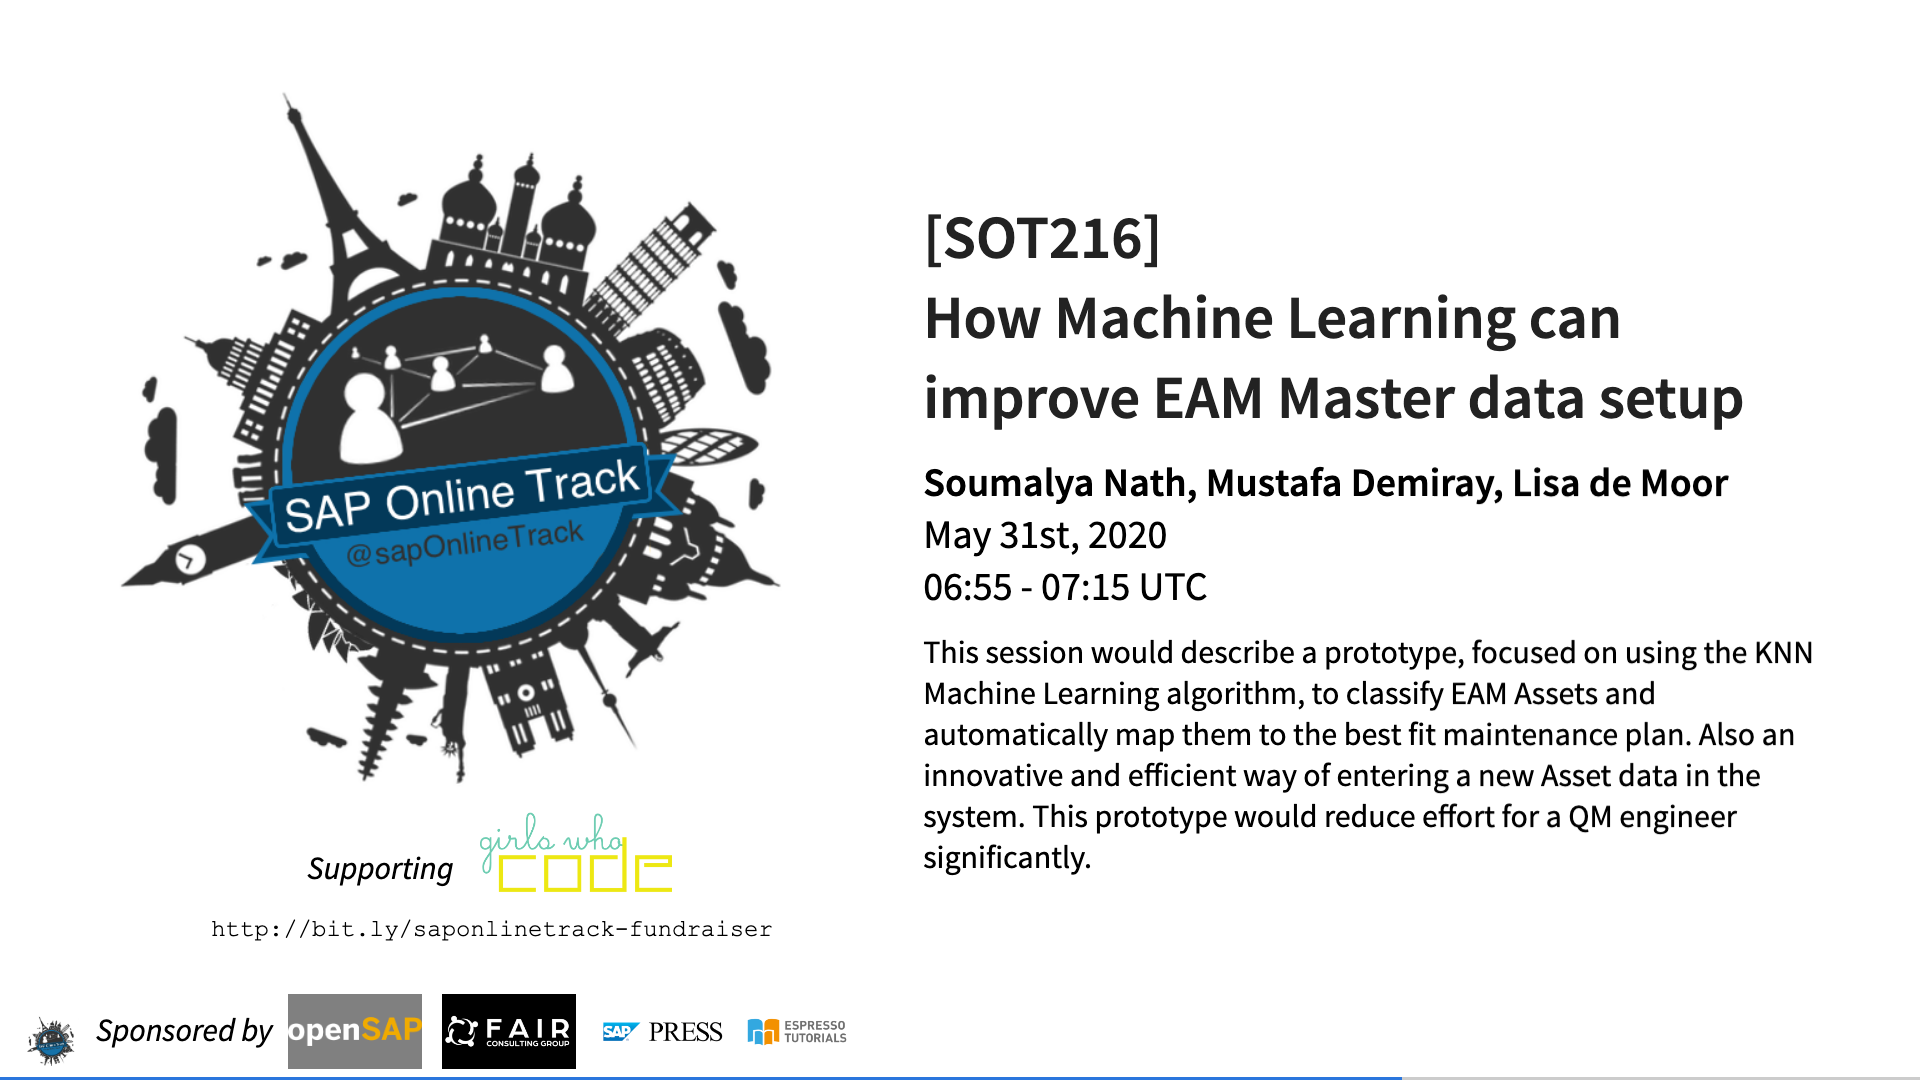 SAP Online Track
@sapOnlineTrack
Supporting
girls who
code
http://bit.ly/saponlinetrack-fundraiser
[SOT216]
How Machine Learning can
improve EAM Master data setup
Soumalya Nath, Mustafa Demiray, Lisa de Moor
May 31st, 2020
06:55 - 07:15 UTC
This session would describe a prototype, focused on using the KNN
Machine Learning algorithm, to classify EAM Assets and
automatically map them to the best fit maintenance plan. Also an
innovative and efficient way of entering a new Asset data in the
system. This prototype would reduce effort for a QM engineer
significantly.
Sponsored by
openSAP
FAIR
CONSULTING GROUP
SAP PRESS
ESPRESSO
TUTORIALS